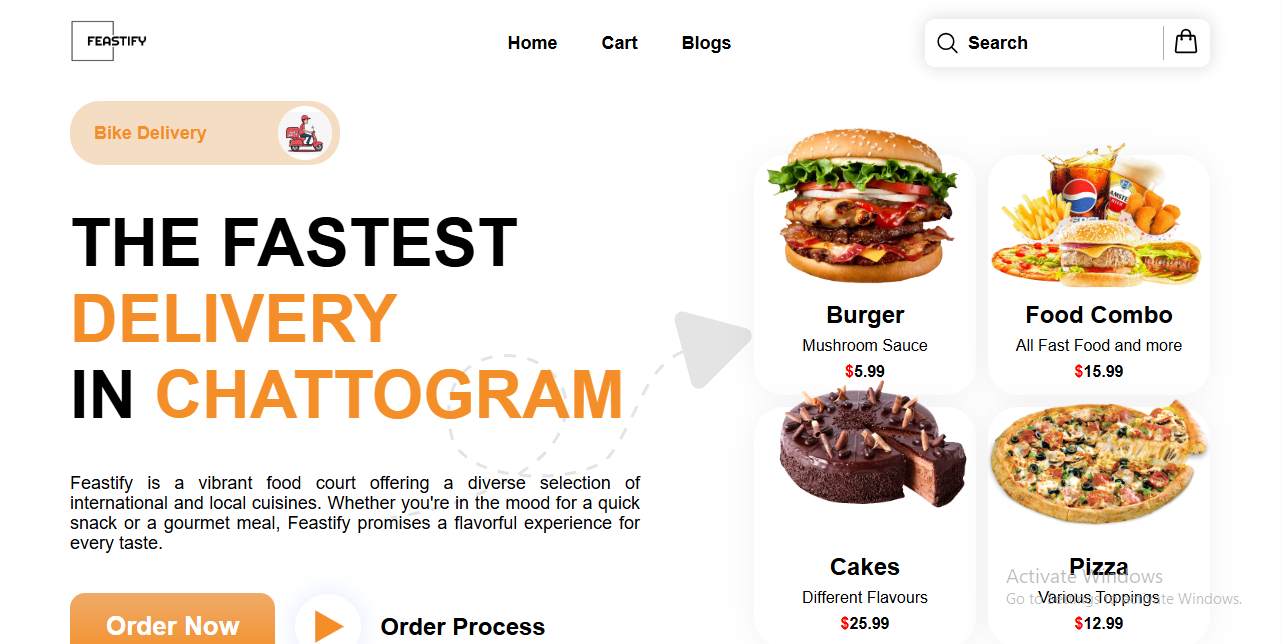 FEASTIFY
Home Cart Blogs
Search
Bike Delivery
THE FASTEST
DELIVERY
IN CHATTOGRAM
Feastify is a vibrant food court offering a diverse selection of
international and local cuisines. Whether you're in the mood for a quick
snack or a gourmet meal, Feastify promises a flavorful experience for
every taste.
Order Now
Order Process
Burger
Mushroom Sauce
$5.99
Food Combo
All Fast Food and more
$15.99
Cakes
Different Flavours
$25.99
Pizza
Various Toppings
$12.99
Activate Windows
Go to Settings to activate Windows.